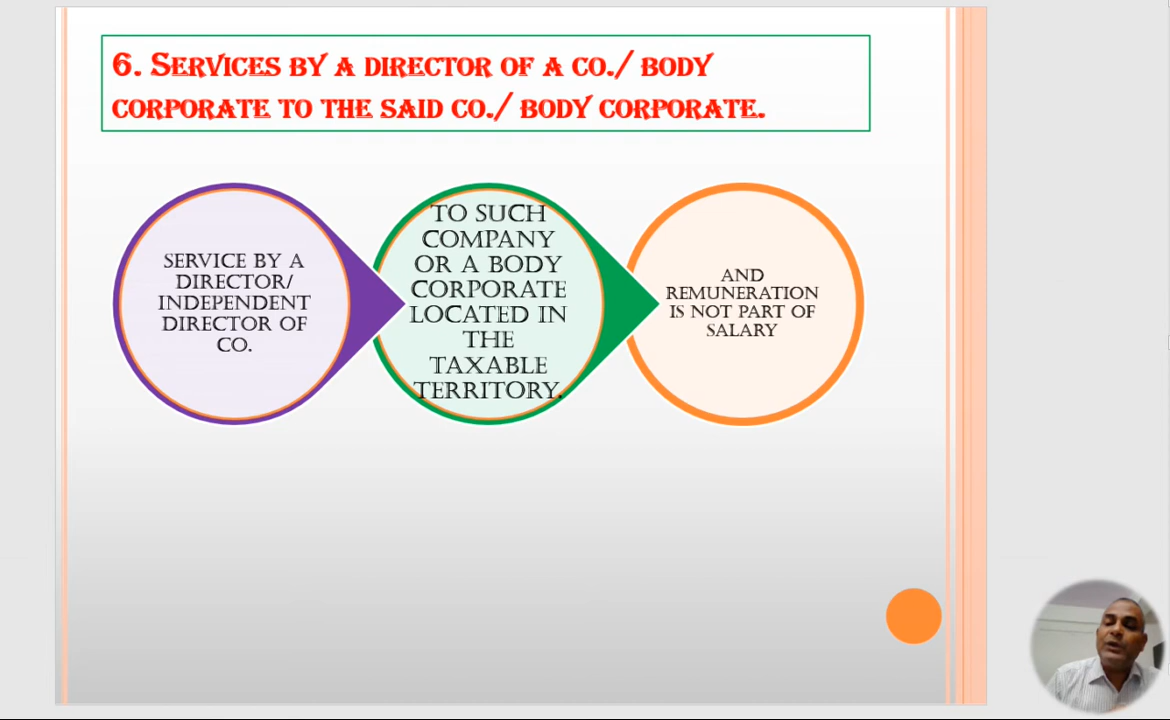 6. SERVICES BY A DIRECTOR OF A CO./ BODY
CORPORATE TO THE SAID CO./ BODY CORPORATE.
SERVICE BY A
DIRECTOR/
INDEPENDENT
DIRECTOR OF
CO.
TO SUCH
COMPANY
OR A BODY
CORPORATE
LOCATED IN
THE
TAXABLE
TERRITORY.
AND
REMUNERATION
IS NOT PART OF
SALARY